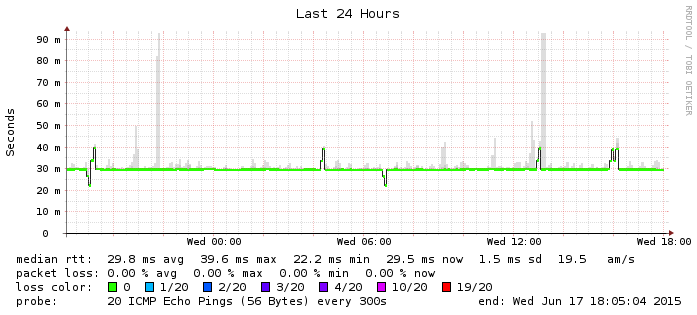 Last 24 Hours
RRDTOOL / TOBI OETIKER
Seconds
90 m
80 m
70 m
60 m
50 m
40 m
30 m
20 m
10 m
0
Wed 00:00 Wed 06:00 Wed 12:00 Wed 18:00
median rtt: 29.8 ms avg 39.6 ms max 22.2 ms min 29.5 ms now 1.5 ms sd 19.5 am/s
packet loss: 0.00 % avg 0.00 % max 0.00 % min 0.00 % now
loss color: 0 1/20 2/20 3/20 4/20 10/20 19/20
probe: 20 ICMP Echo Pings (56 Bytes) every 300s end: Wed Jun 17 18:05:04 2015